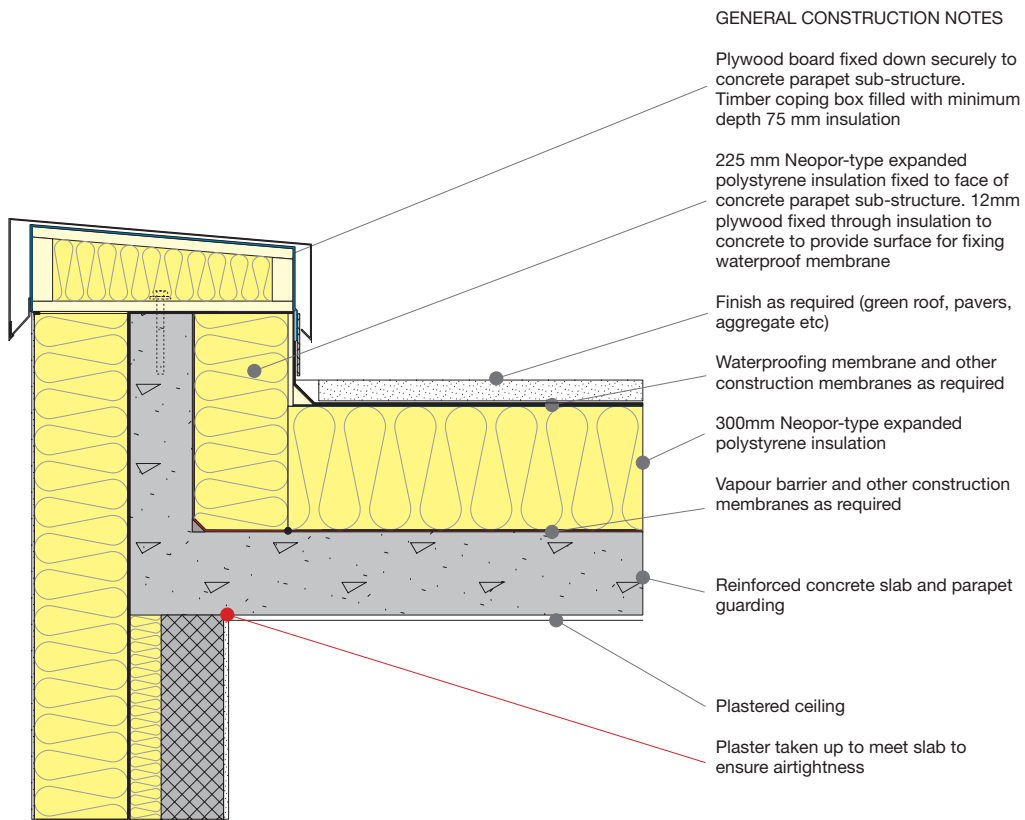 GENERAL CONSTRUCTION NOTES
Plywood board fixed down securely to
concrete parapet sub-structure.
Timber coping box filled with minimum
depth 75 mm insulation
225 mm Neopor-type expanded
polystyrene insulation fixed to face of
concrete parapet sub-structure. 12mm
plywood fixed through insulation to
concrete to provide surface for fixing
waterproof membrane
Finish as required (green roof, pavers,
aggregate etc)
Waterproofing membrane and other
construction membranes as required
300mm Neopor-type expanded
polystyrene insulation
Vapour barrier and other construction
membranes as required
Reinforced concrete slab and parapet
guarding
Plastered ceiling
Plaster taken up to meet slab to
ensure airtightness